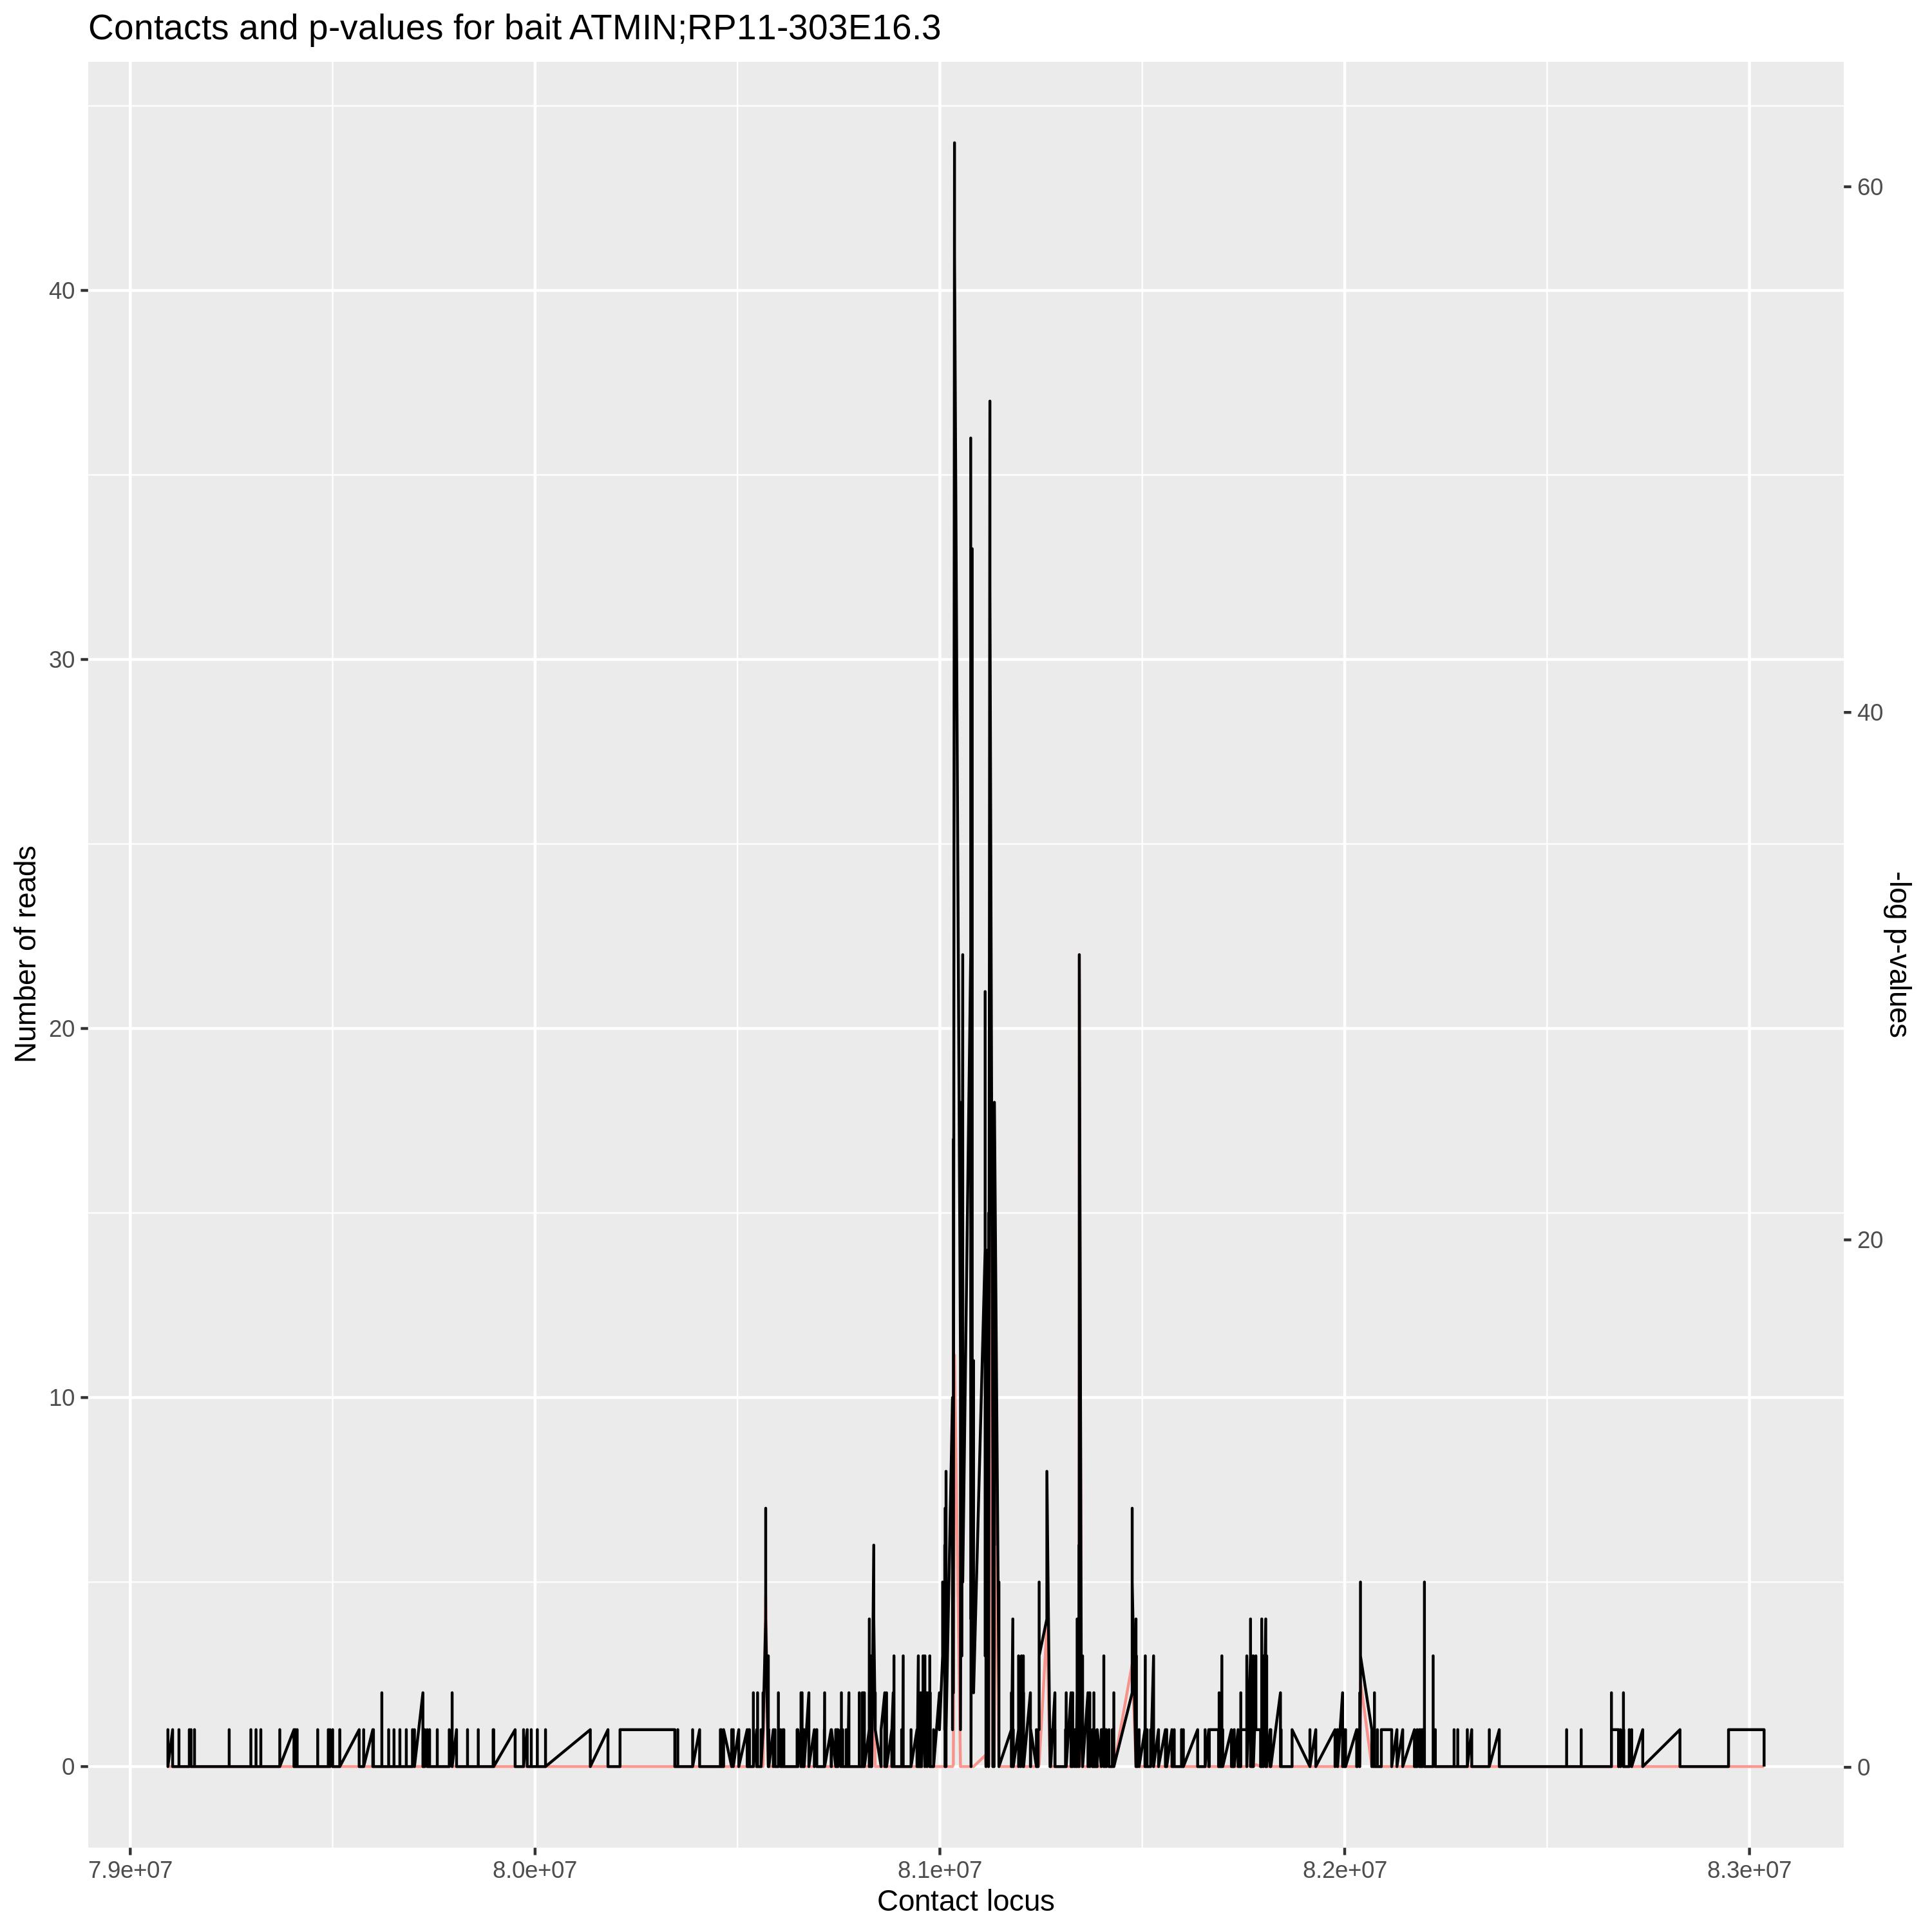 Contacts and p-values for bait ATMIN;RP11-303E16.3
Number of reads
40
30
20
10
0
60
40
20
0
-log p-values
7.9e+07 8.0e+07 8.1e+07 8.2e+07 8.3e+07
Contact locus